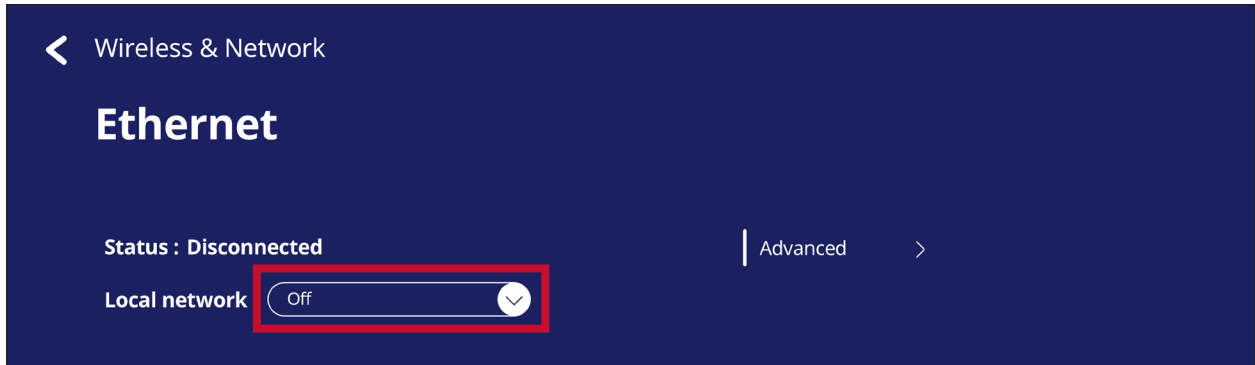 Wireless & Network
Ethernet
Status : Disconnected
Advanced
Local network
Off